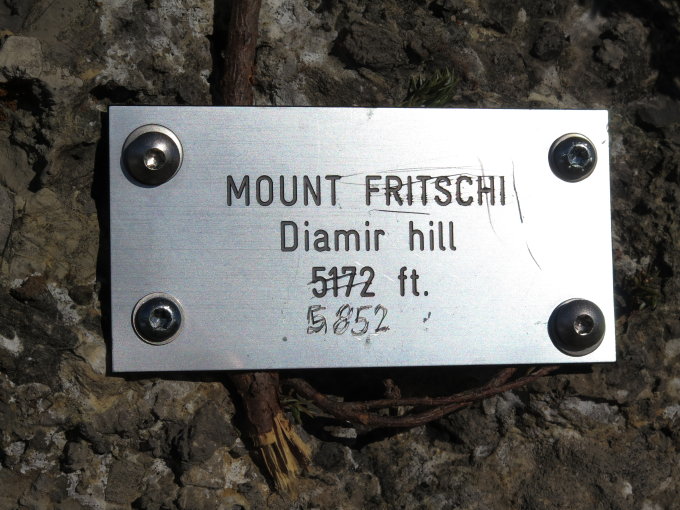 MOUNT FRITSCHI
Diamir hill
5172 ft.
5852